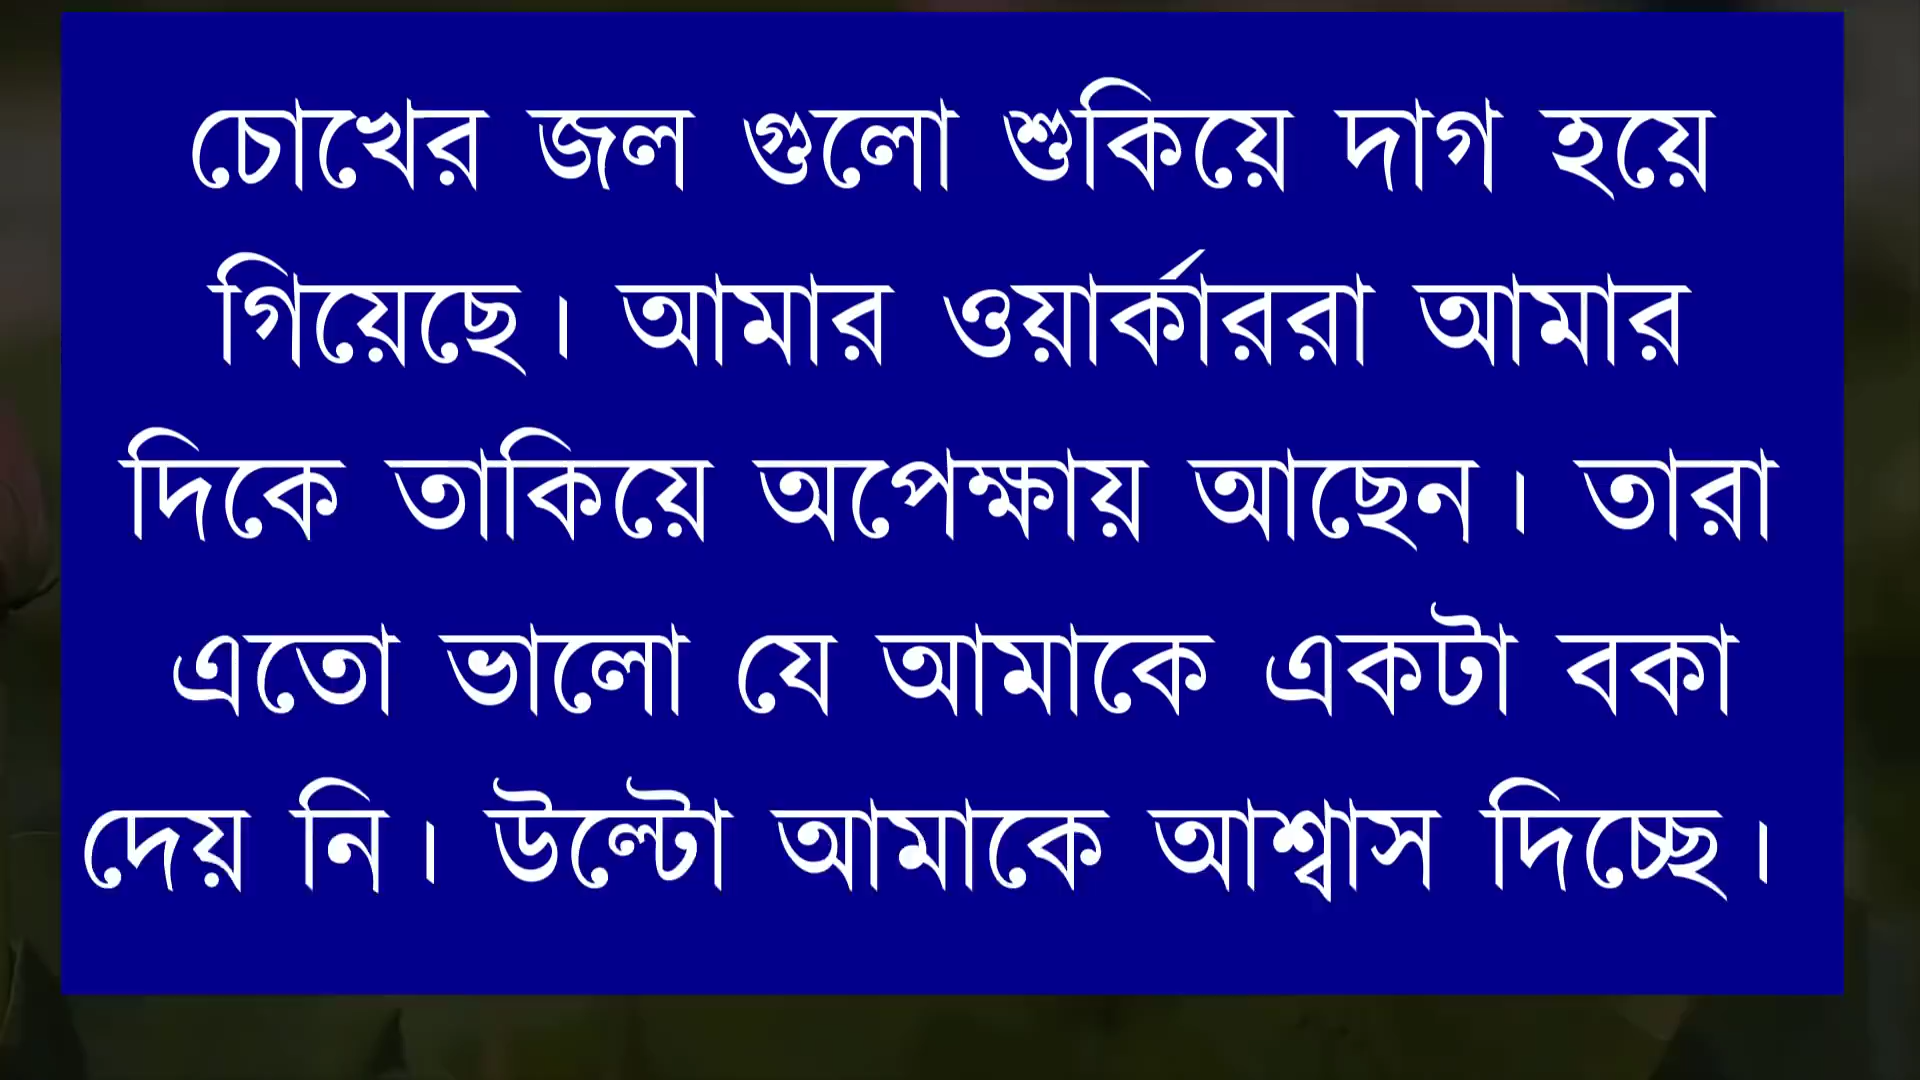 চোখের জল গুলো শুকিয়ে দাগ হয়ে
গিয়েছে। আমার ওয়ার্কাররা আমার
দিকে তাকিয়ে অপেক্ষায় আছেন। তারা
এতো ভালো যে আমাকে একটা বকা
দেয় নি। উল্টো আমাকে আশ্বাস দিচ্ছে।